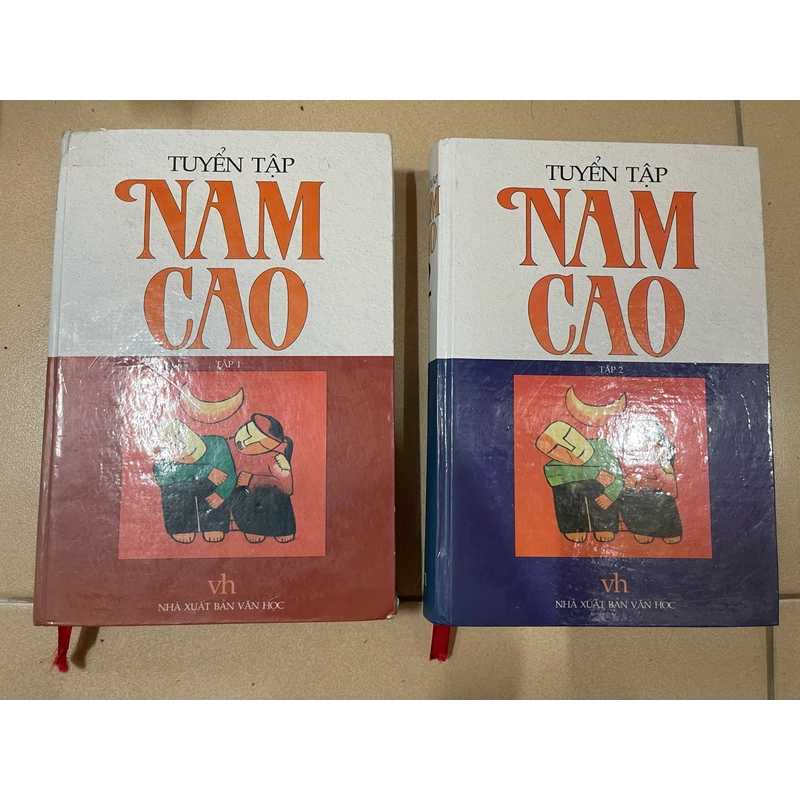 TUYỂN TẬP
NAM
CAO
TẬP 1
vh
NHÀ XUẤT BẢN VĂN HỌC
TUYỂN TẬP
NAM
CAO
TẬP 2
vh
NHÀ XUẤT BẢN VĂN HỌC